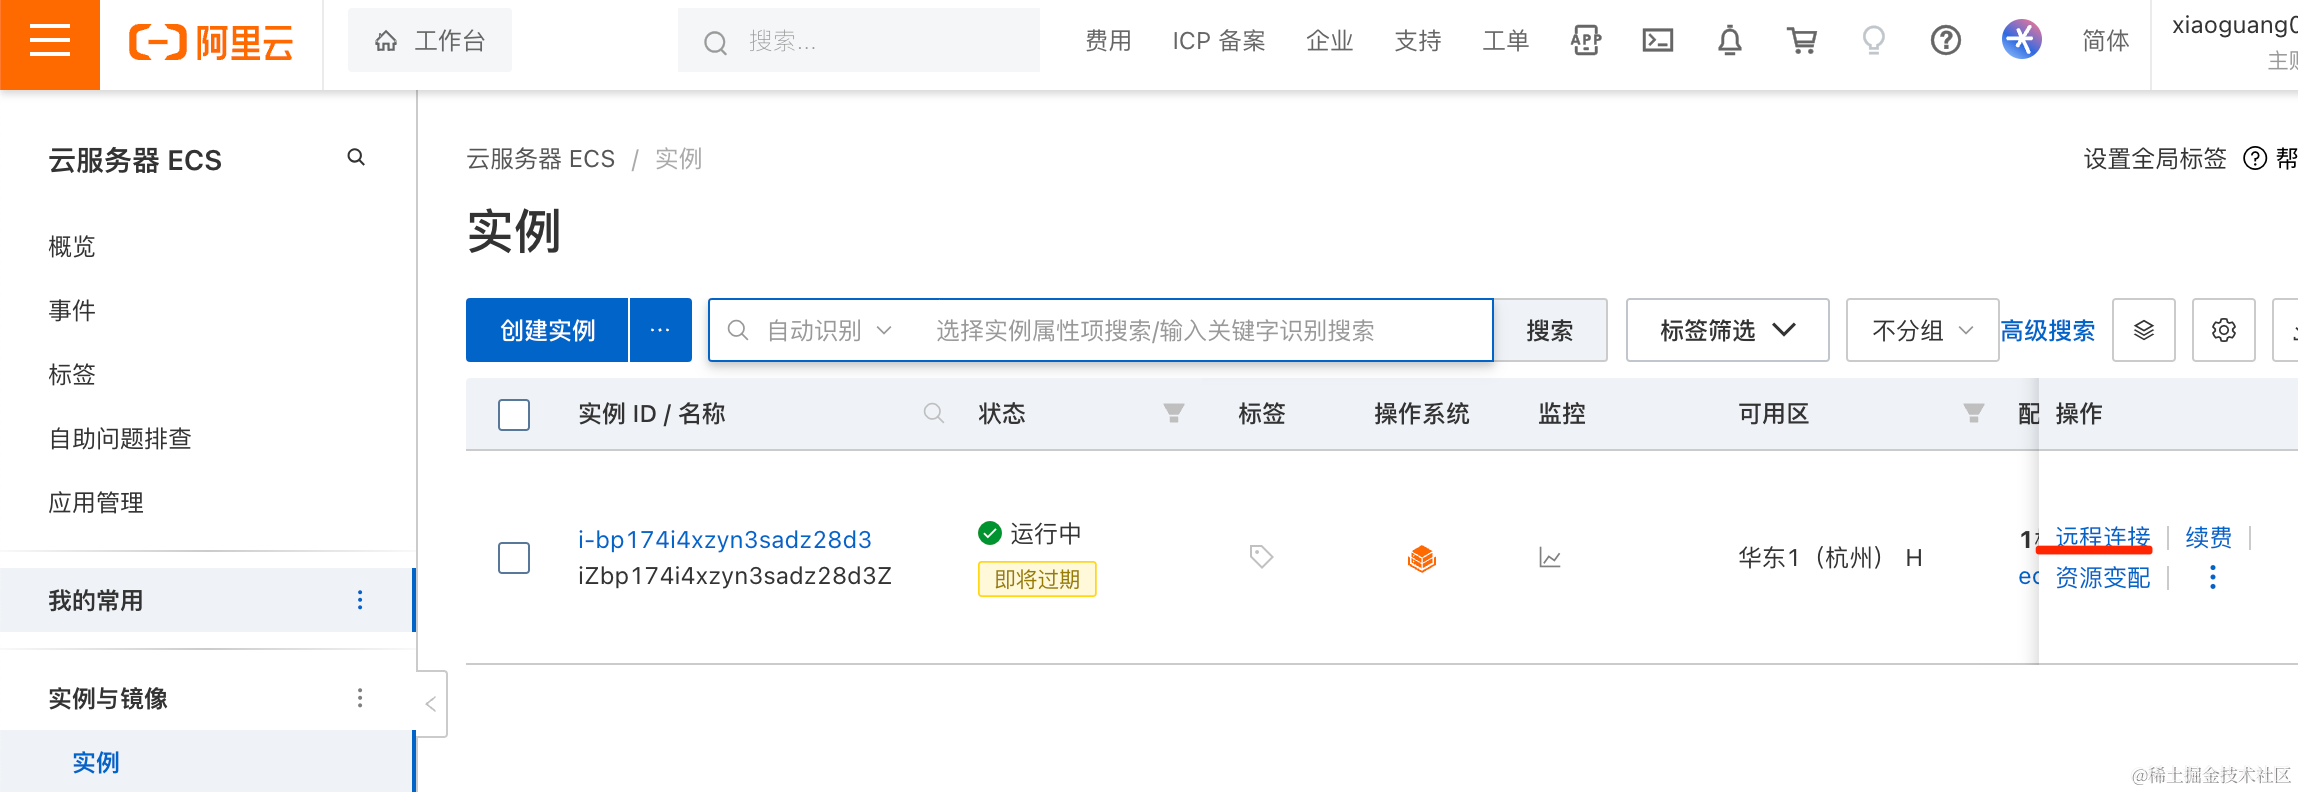 阿里云
工作台
搜索...
费用
ICP 备案
企业
支持
工单
APP
简体
xiaoguang0
主账
云服务器 ECS
概览
事件
标签
自助问题排查
应用管理
我的常用
实例与镜像
实例
云服务器 ECS / 实例
设置全局标签
帮
实例
创建实例
自动识别
选择实例属性项搜索/输入关键字识别搜索
搜索
标签筛选
不分组
高级搜索
实例 ID / 名称
状态
标签
操作系统
监控
可用区
配
操作
i-bp174i4xzyn3sadz28d3
iZbp174i4xzyn3sadz28d3Z
运行中
即将过期
华东1（杭州） H
1
ec
远程连接
续费
资源变配
@稀土掘金技术社区